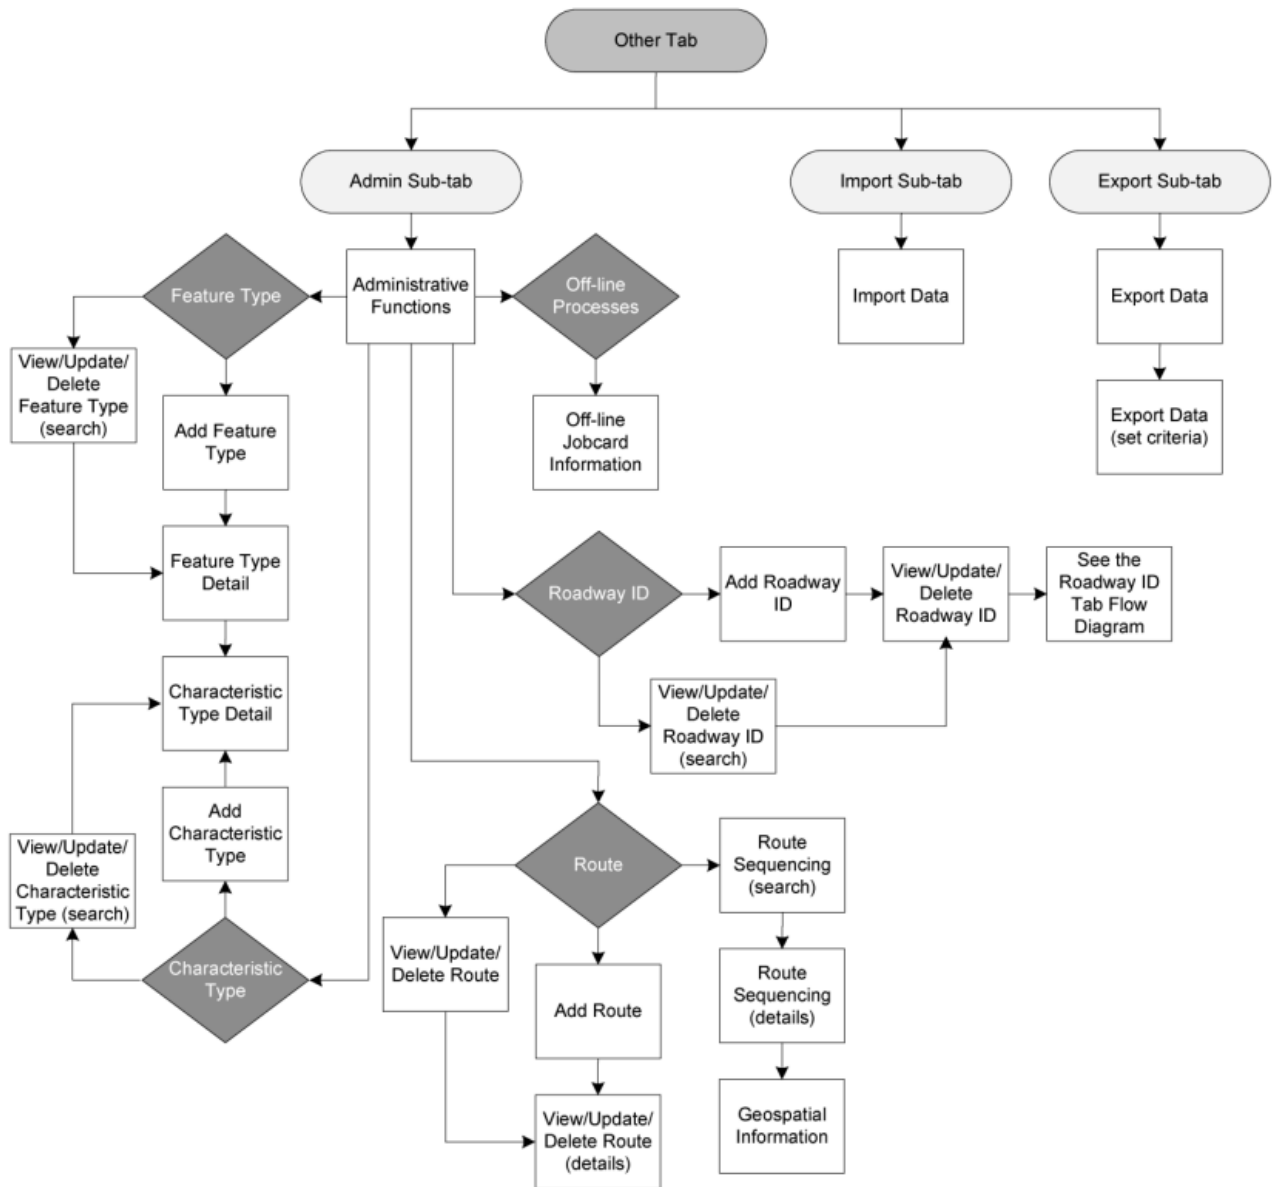 Other Tab
Admin Sub-tab
Import Sub-tab
Export Sub-tab
Feature Type
Administrative
Functions
Off-line
Processes
Import Data
Export Data
View/Update/
Delete
Feature Type
(search)
Add Feature
Type
Off-line
Jobcard
Information
Export Data
(set criteria)
Feature Type
Detail
Roadway ID
Add Roadway
ID
View/Update/
Delete
Roadway ID
See the
Roadway ID
Tab Flow
Diagram
Characteristic
Type Detail
View/Update/
Delete
Roadway ID
(search)
Add
Characteristic
Type
View/Update/
Delete
Characteristic
Type (search)
Route
Route
Sequencing
(search)
Characteristic
Type
View/Update/
Delete Route
Add Route
Route
Sequencing
(details)
View/Update/
Delete Route
(details)
Geospatial
Information